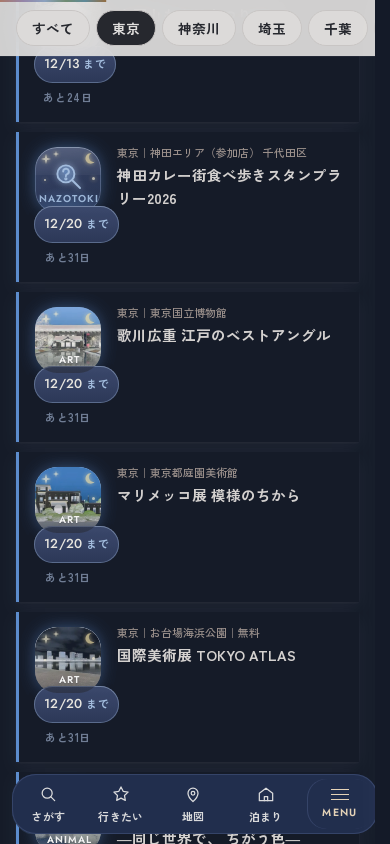 すべて
東京
神奈川
埼玉
千葉
12/13 まで
あと24日
NAZOTOKI
東京｜神田エリア（参加店） 千代田区
神田カレー街食べ歩きスタンプラ
リー2026
12/20 まで
あと31日
ART
東京｜東京国立博物館
歌川広重 江戸のベストアングル
12/20 まで
あと31日
ART
東京｜東京都庭園美術館
マリメッコ展 模様のちから
12/20 まで
あと31日
ART
東京｜お台場海浜公園｜無料
国際美術展 TOKYO ATLAS
12/20 まで
あと31日
ANIMAL
―同じ世界で、 ちがう色―
さがす
行きたい
地図
泊まり
MENU